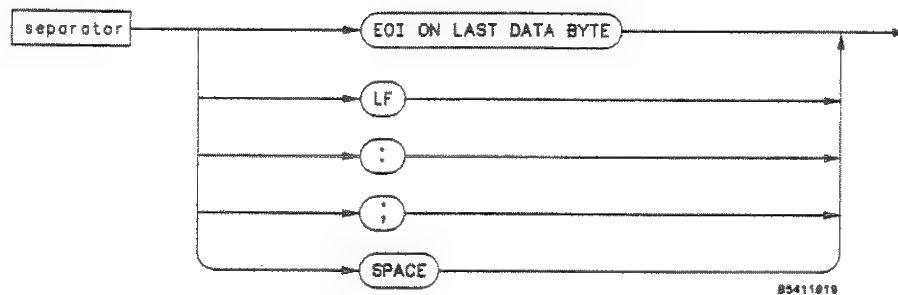 separator
EOI ON LAST DATA BYTE
LF
:
;
SPACE
85411019